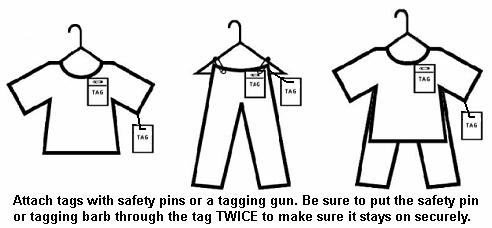 TAG
TAG
TAG
TAG
TAG
TAG
Attach tags with safety pins or a tagging gun. Be sure to put the safety pin
or tagging barb through the tag TWICE to make sure it stays on securely.